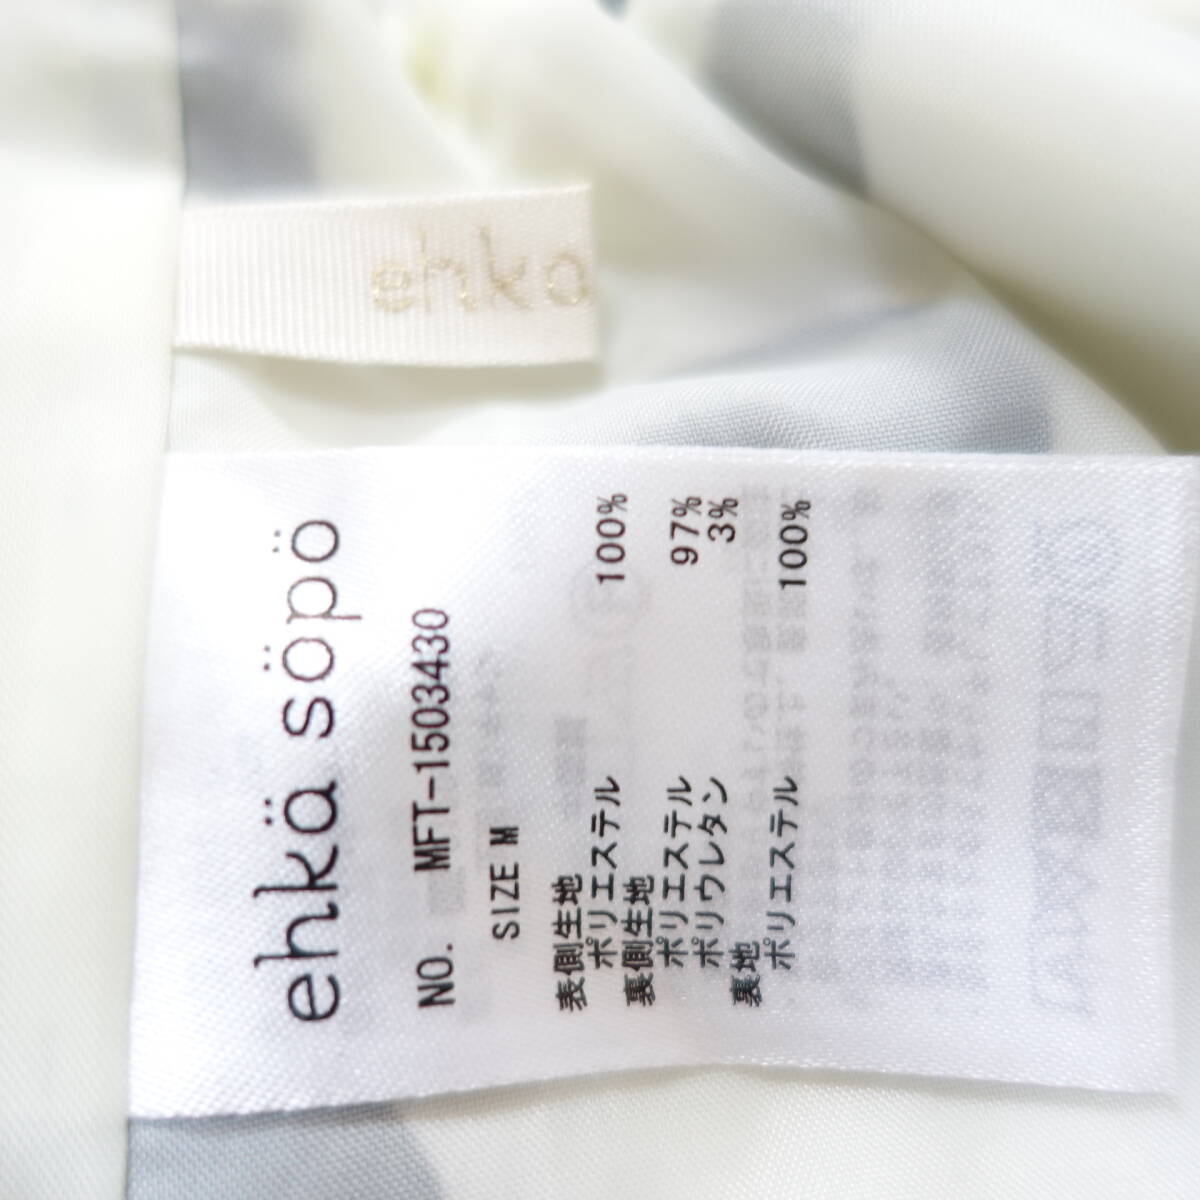 ehka
ehkä söpö
NO. MFT-1503430
SIZE M
表側生地
ポリエステル 100%
裏側生地
ポリエステル 97%
ポリウレタン 3%
裏地
ポリエステル 100%